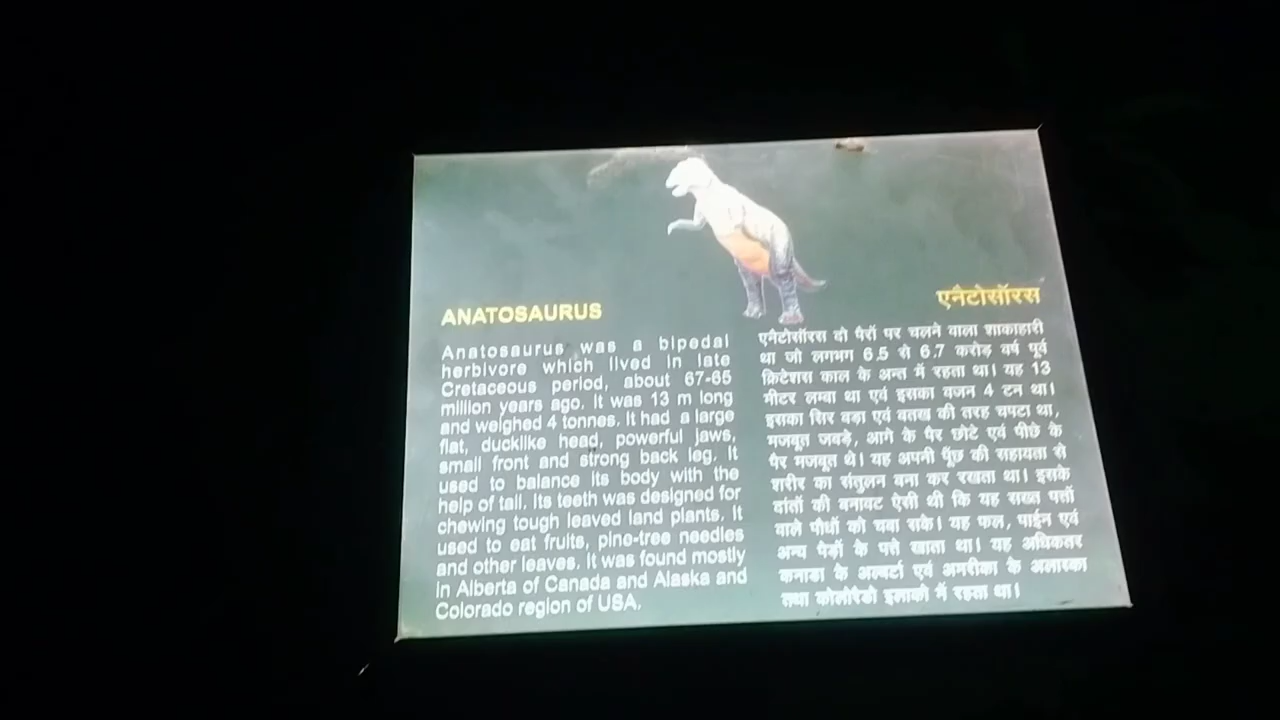 ANATOSAURUS
Anatosaurus was a bipedal
herbivore which lived in late
Cretaceous period, about 67-65
million years ago. It was 13 m long
and weighed 4 tonnes. It had a large
flat, ducklike head, powerful jaws,
small front and strong back leg. It
used to balance its body with the
help of tail. Its teeth was designed for
chewing tough leaved land plants. It
used to eat fruits, pine-tree needles
and other leaves. It was found mostly
in Alberta of Canada and Alaska and
Colorado region of USA.
एनैटोसॉरस
एनैटोसॉरस दो पैरों पर चलने वाला शाकाहारी
था जो लगभग 6.5 से 6.7 करोड़ वर्ष पूर्व
क्रिटेशस काल के अन्त में रहता था। यह 13
मीटर लम्बा था एवं इसका वजन 4 टन था।
इसका सिर बड़ा एवं बतख की तरह चपटा था,
मजबूत जबड़े, आगे के पैर छोटे एवं पीछे के
पैर मजबूत थे। यह अपनी पूँछ की सहायता से
शरीर का संतुलन बना कर रखता था। इसके
दांतों की बनावट ऐसी थी कि यह सख्त पत्तों
वाले पौधों को चबा सके। यह फल, पाईन एवं
अन्य पेड़ों के पत्ते खाता था। यह अधिकतर
कनाडा के अल्बर्टा एवं अमरीका के अलास्का
तथा कोलोरैडो इलाकों में रहता था।